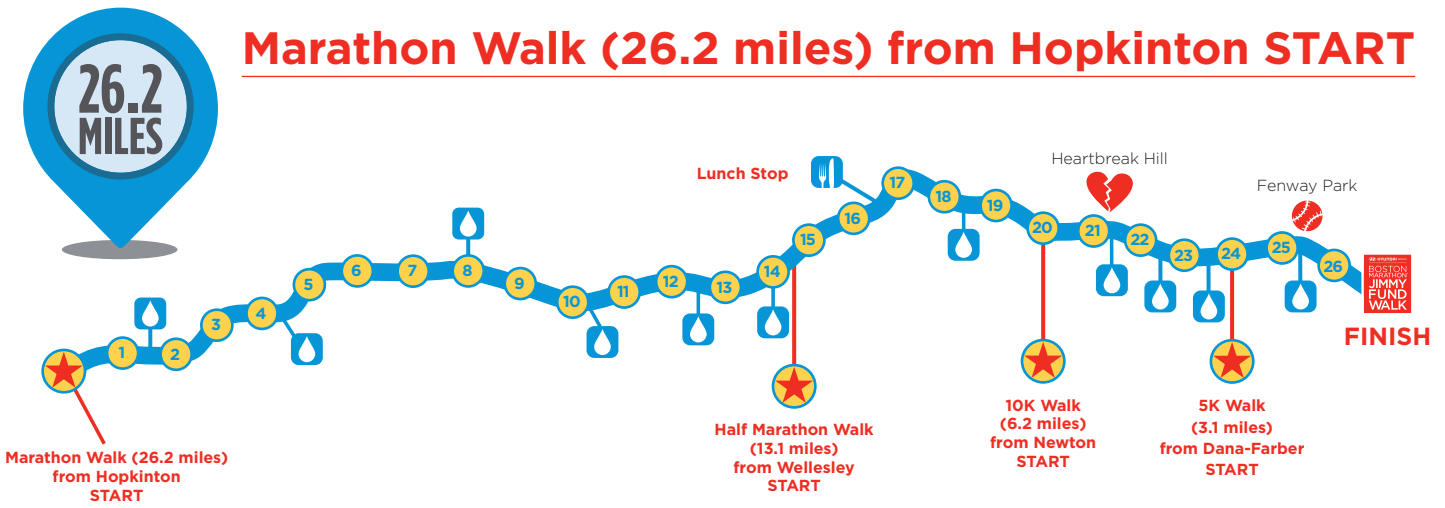 26.2
MILES
Marathon Walk (26.2 miles) from Hopkinton START
Lunch Stop
Heartbreak Hill
Fenway Park
1
2
3
4
5
6
7
8
9
10
11
12
13
14
15
16
17
18
19
20
21
22
23
24
25
26
HYUNDAI
BOSTON
MARATHON
JIMMY
FUND
WALK
FINISH
Marathon Walk (26.2 miles)
from Hopkinton
START
Half Marathon Walk
(13.1 miles)
from Wellesley
START
10K Walk
(6.2 miles)
from Newton
START
5K Walk
(3.1 miles)
from Dana-Farber
START